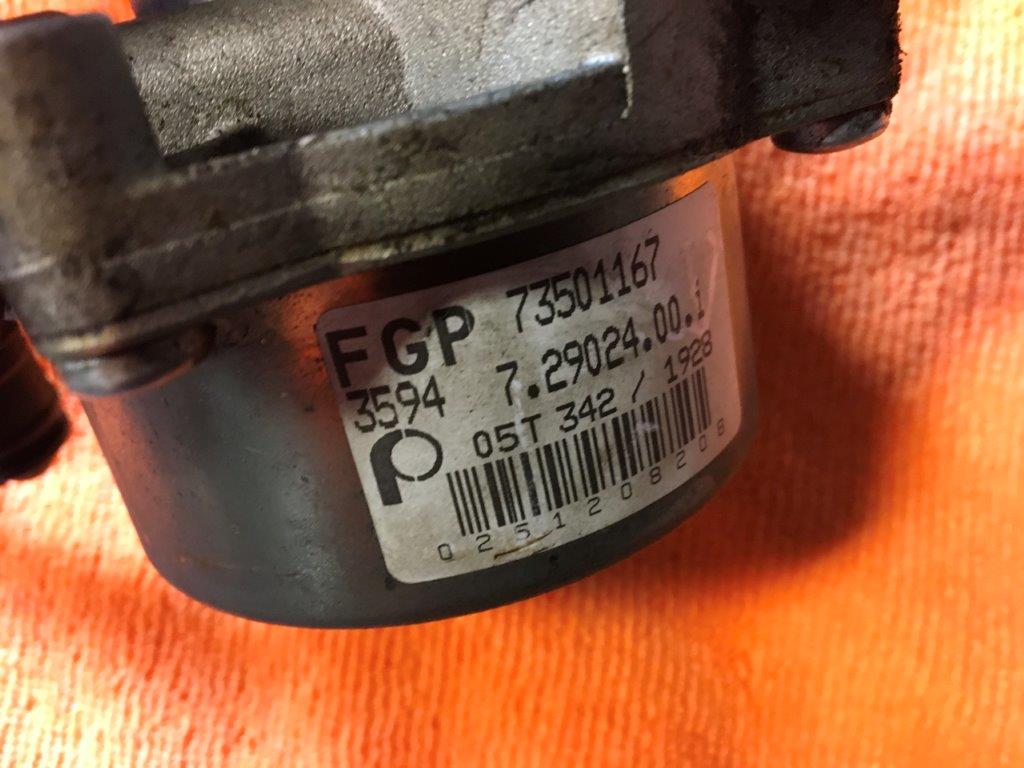 FGP 73501167
3594 7.29024.00.1
05T 342 / 1928
0251208208